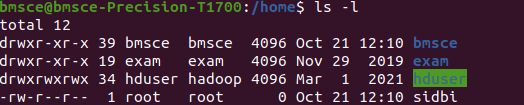 bmsce@bmsce-Precision-T1700:/home$ ls -l
total 12
drwxr-xr-x 39 bmsce  bmsce  4096 Oct 21 12:10 bmsce
drwxr-xr-x 19 exam   exam   4096 Nov 29  2019 exam
drwxrwxrwx 34 hduser hadoop 4096 Mar  1  2021 hduser
-rw-r--r--  1 root   root      0 Oct 21 12:10 sidbi